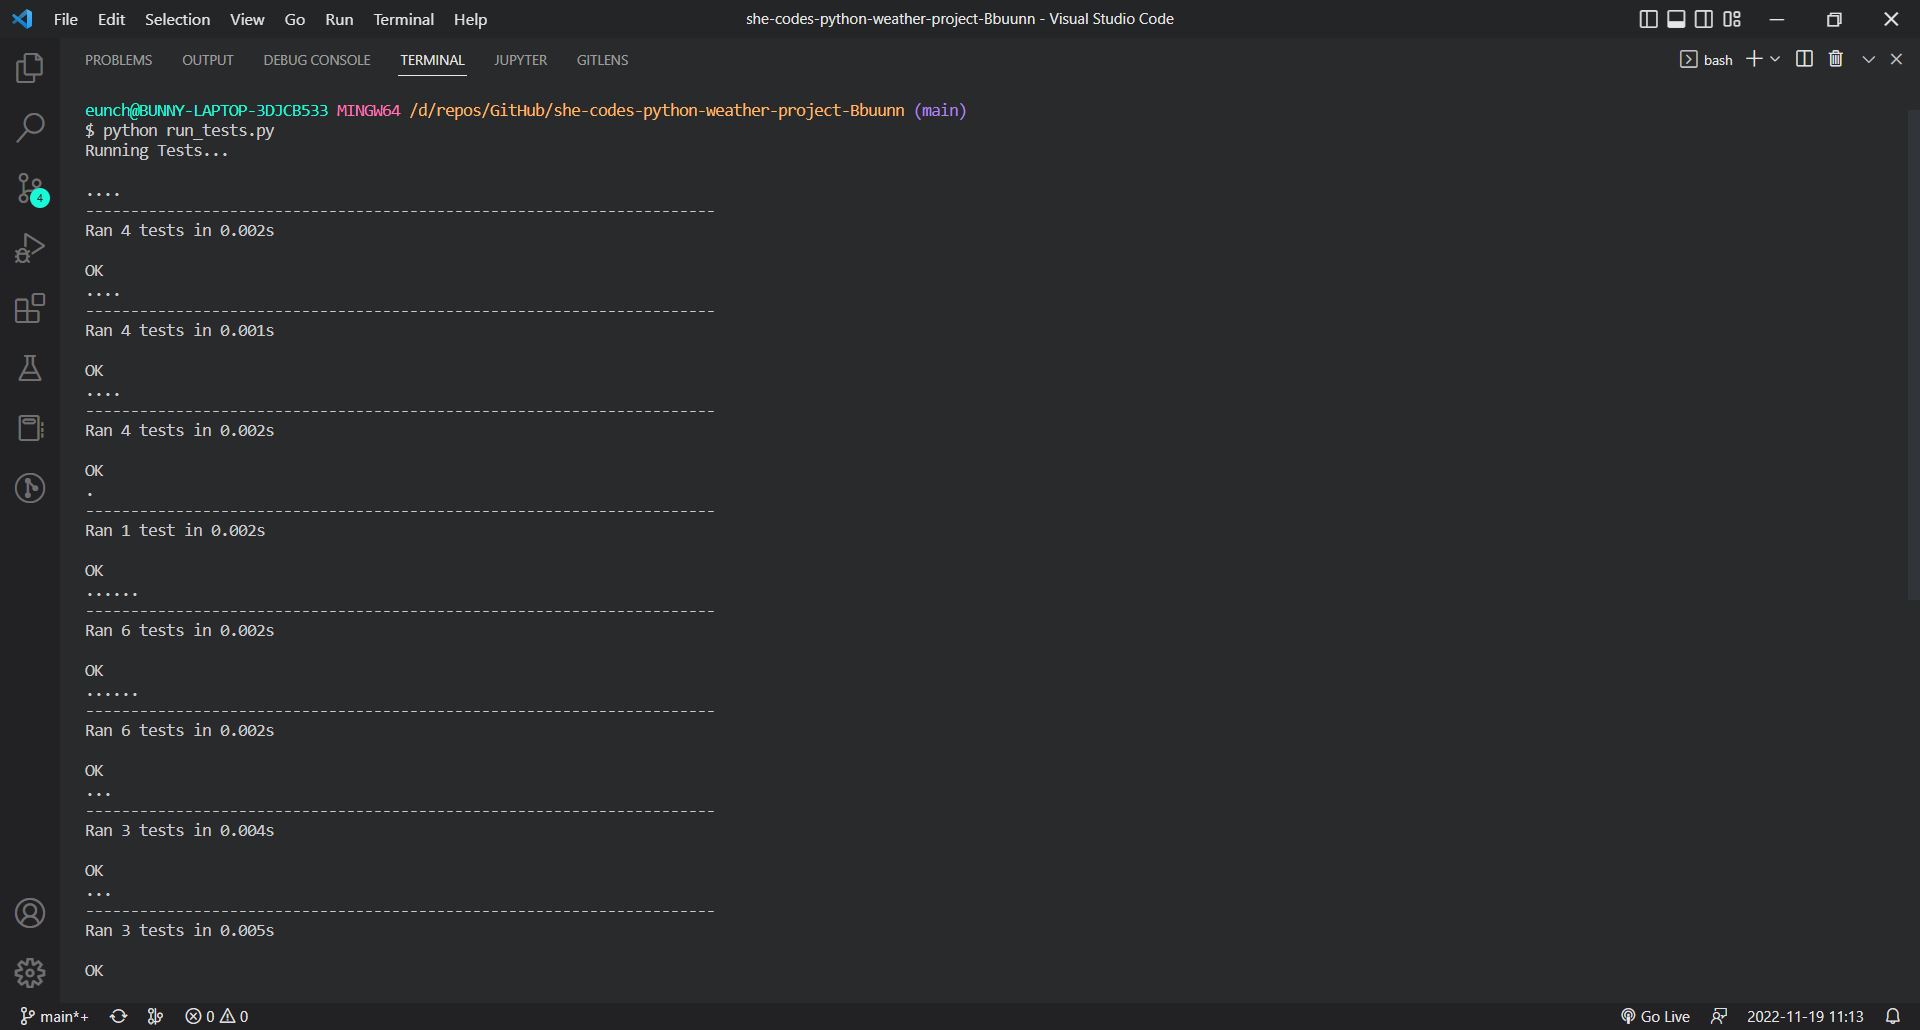 File Edit Selection View Go Run Terminal Help
she-codes-python-weather-project-Bbuunn - Visual Studio Code
PROBLEMS OUTPUT DEBUG CONSOLE TERMINAL JUPYTER GITLENS
bash
eunch@BUNNY-LAPTOP-3DJCB533 MINGW64 /d/repos/GitHub/she-codes-python-weather-project-Bbuunn (main)
$ python run_tests.py
Running Tests...
....
----------------------------------------------------------------------
Ran 4 tests in 0.002s
OK
....
----------------------------------------------------------------------
Ran 4 tests in 0.001s
OK
....
----------------------------------------------------------------------
Ran 4 tests in 0.002s
OK
.
----------------------------------------------------------------------
Ran 1 test in 0.002s
OK
......
----------------------------------------------------------------------
Ran 6 tests in 0.002s
OK
......
----------------------------------------------------------------------
Ran 6 tests in 0.002s
OK
...
----------------------------------------------------------------------
Ran 3 tests in 0.004s
OK
...
----------------------------------------------------------------------
Ran 3 tests in 0.005s
OK
4
main*+ 0 0
Go Live 2022-11-19 11:13